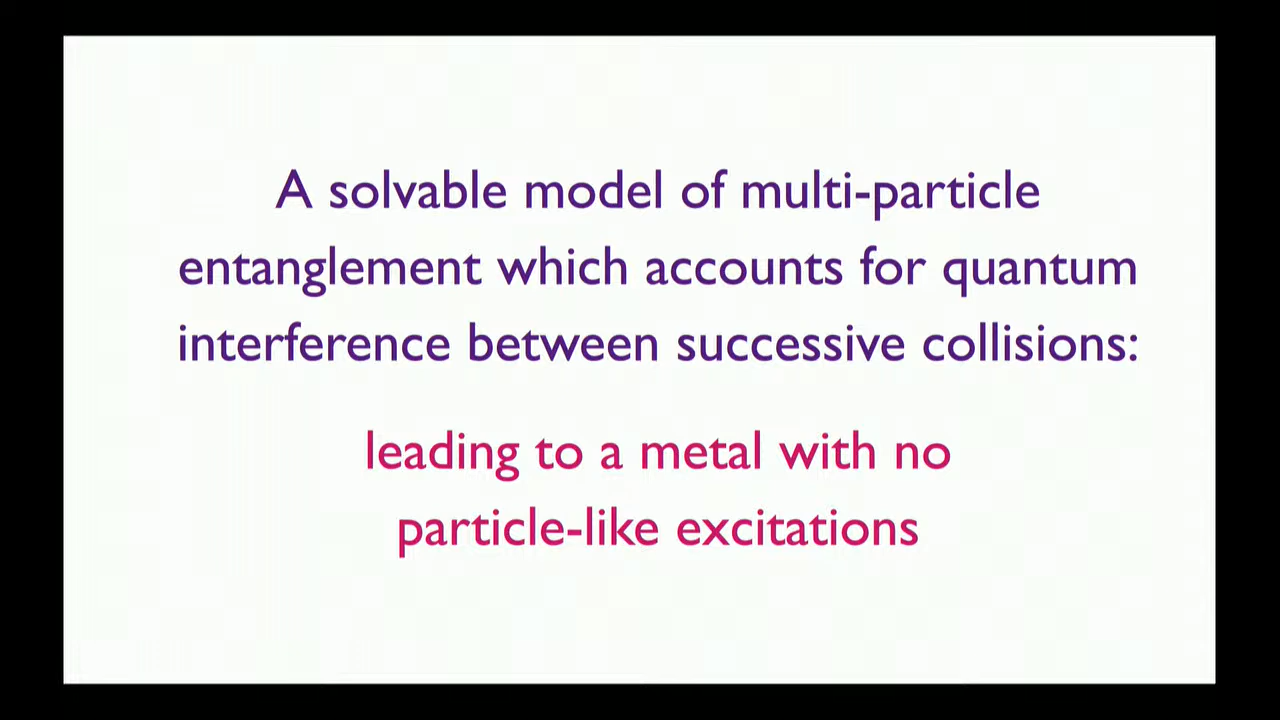 A solvable model of multi-particle
entanglement which accounts for quantum
interference between successive collisions:
leading to a metal with no
particle-like excitations